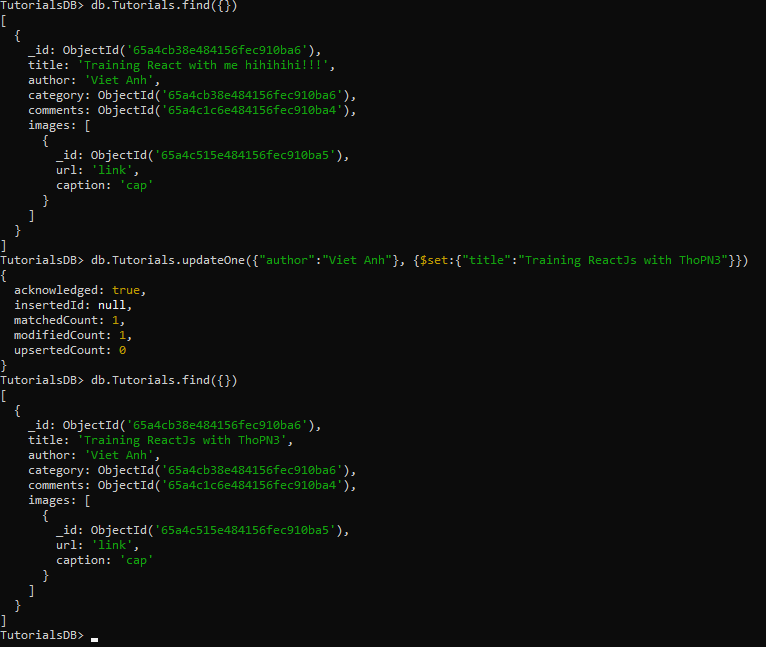 TutorialsDB> db.Tutorials.find({})
[
  {
    _id: ObjectId('65a4cb38e484156fec910ba6'),
    title: 'Training React with me hihihihi!!!',
    author: 'Viet Anh',
    category: ObjectId('65a4cb38e484156fec910ba6'),
    comments: ObjectId('65a4c1c6e484156fec910ba4'),
    images: [
      {
        _id: ObjectId('65a4c515e484156fec910ba5'),
        url: 'link',
        caption: 'cap'
      }
    ]
  }
]
TutorialsDB> db.Tutorials.updateOne({"author":"Viet Anh"}, {$set:{"title":"Training ReactJs with ThoPN3"}})
{
  acknowledged: true,
  insertedId: null,
  matchedCount: 1,
  modifiedCount: 1,
  upsertedCount: 0
}
TutorialsDB> db.Tutorials.find({})
[
  {
    _id: ObjectId('65a4cb38e484156fec910ba6'),
    title: 'Training ReactJs with ThoPN3',
    author: 'Viet Anh',
    category: ObjectId('65a4cb38e484156fec910ba6'),
    comments: ObjectId('65a4c1c6e484156fec910ba4'),
    images: [
      {
        _id: ObjectId('65a4c515e484156fec910ba5'),
        url: 'link',
        caption: 'cap'
      }
    ]
  }
]
TutorialsDB>